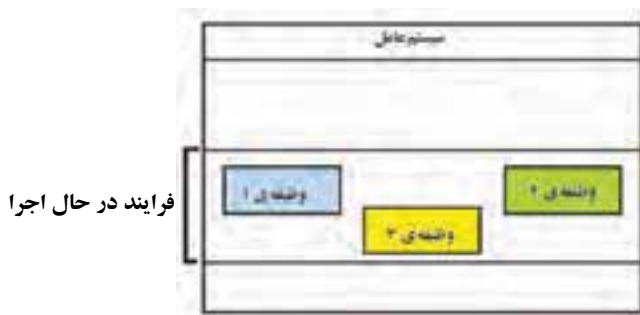 سیستم عامل
فرایند در حال اجرا
وظیفه‌ی ۲
وظیفه‌ی ۱
وظیفه‌ی ۳